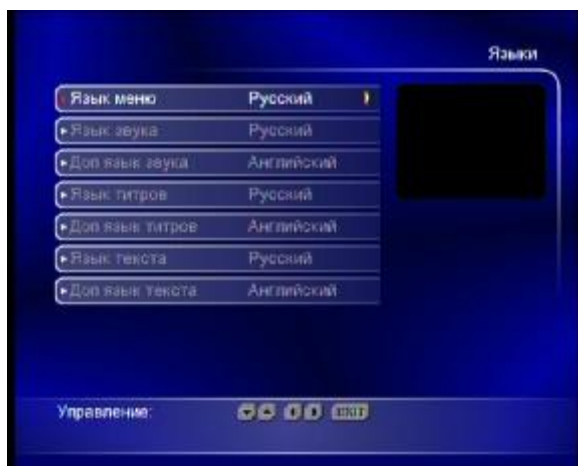 Языки
Язык меню Русский
Язык звука Русский
Доп язык звука Английский
Язык титров Русский
Доп язык титров Английский
Язык текста Русский
Доп язык текста Английский
Управление: EXIT